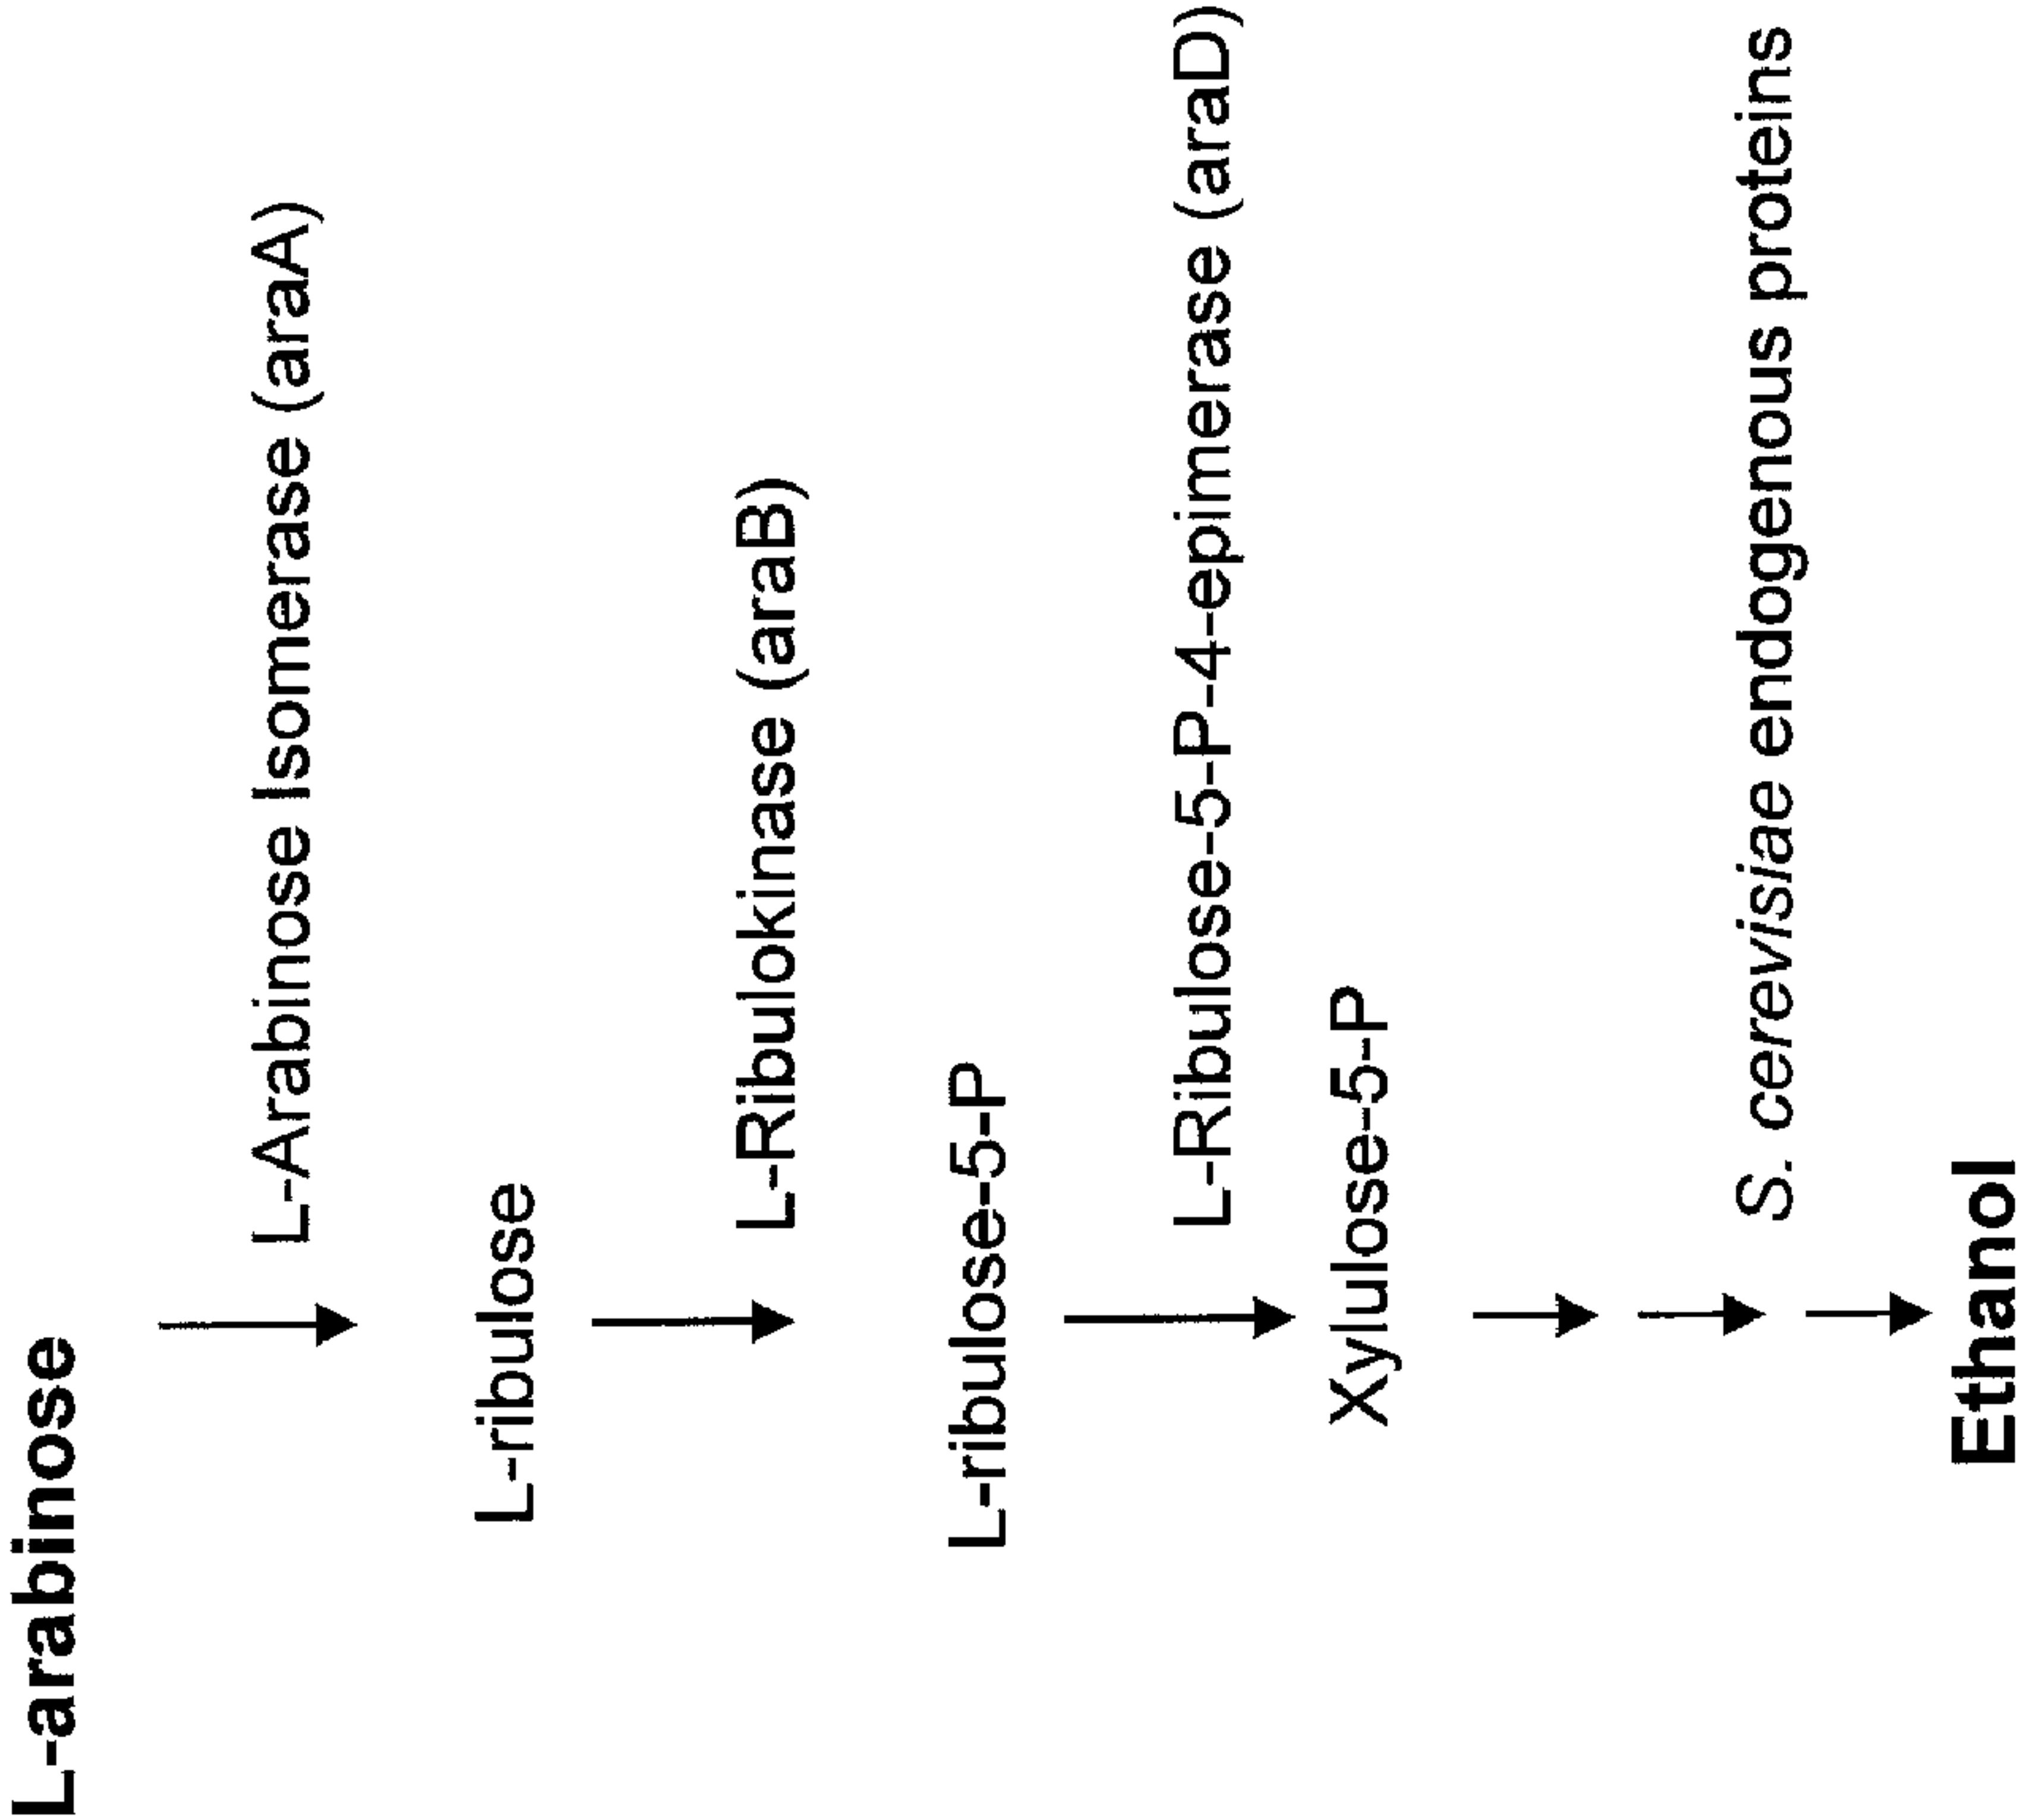 L-arabinose
L-Arabinose Isomerase (araA)
L-ribulose
L-Ribulokinase (araB)
L-ribulose-5-P
L-Ribulose-5-P-4-epimerase (araD)
Xylulose-5-P
S. cerevisiae endogenous proteins
Ethanol